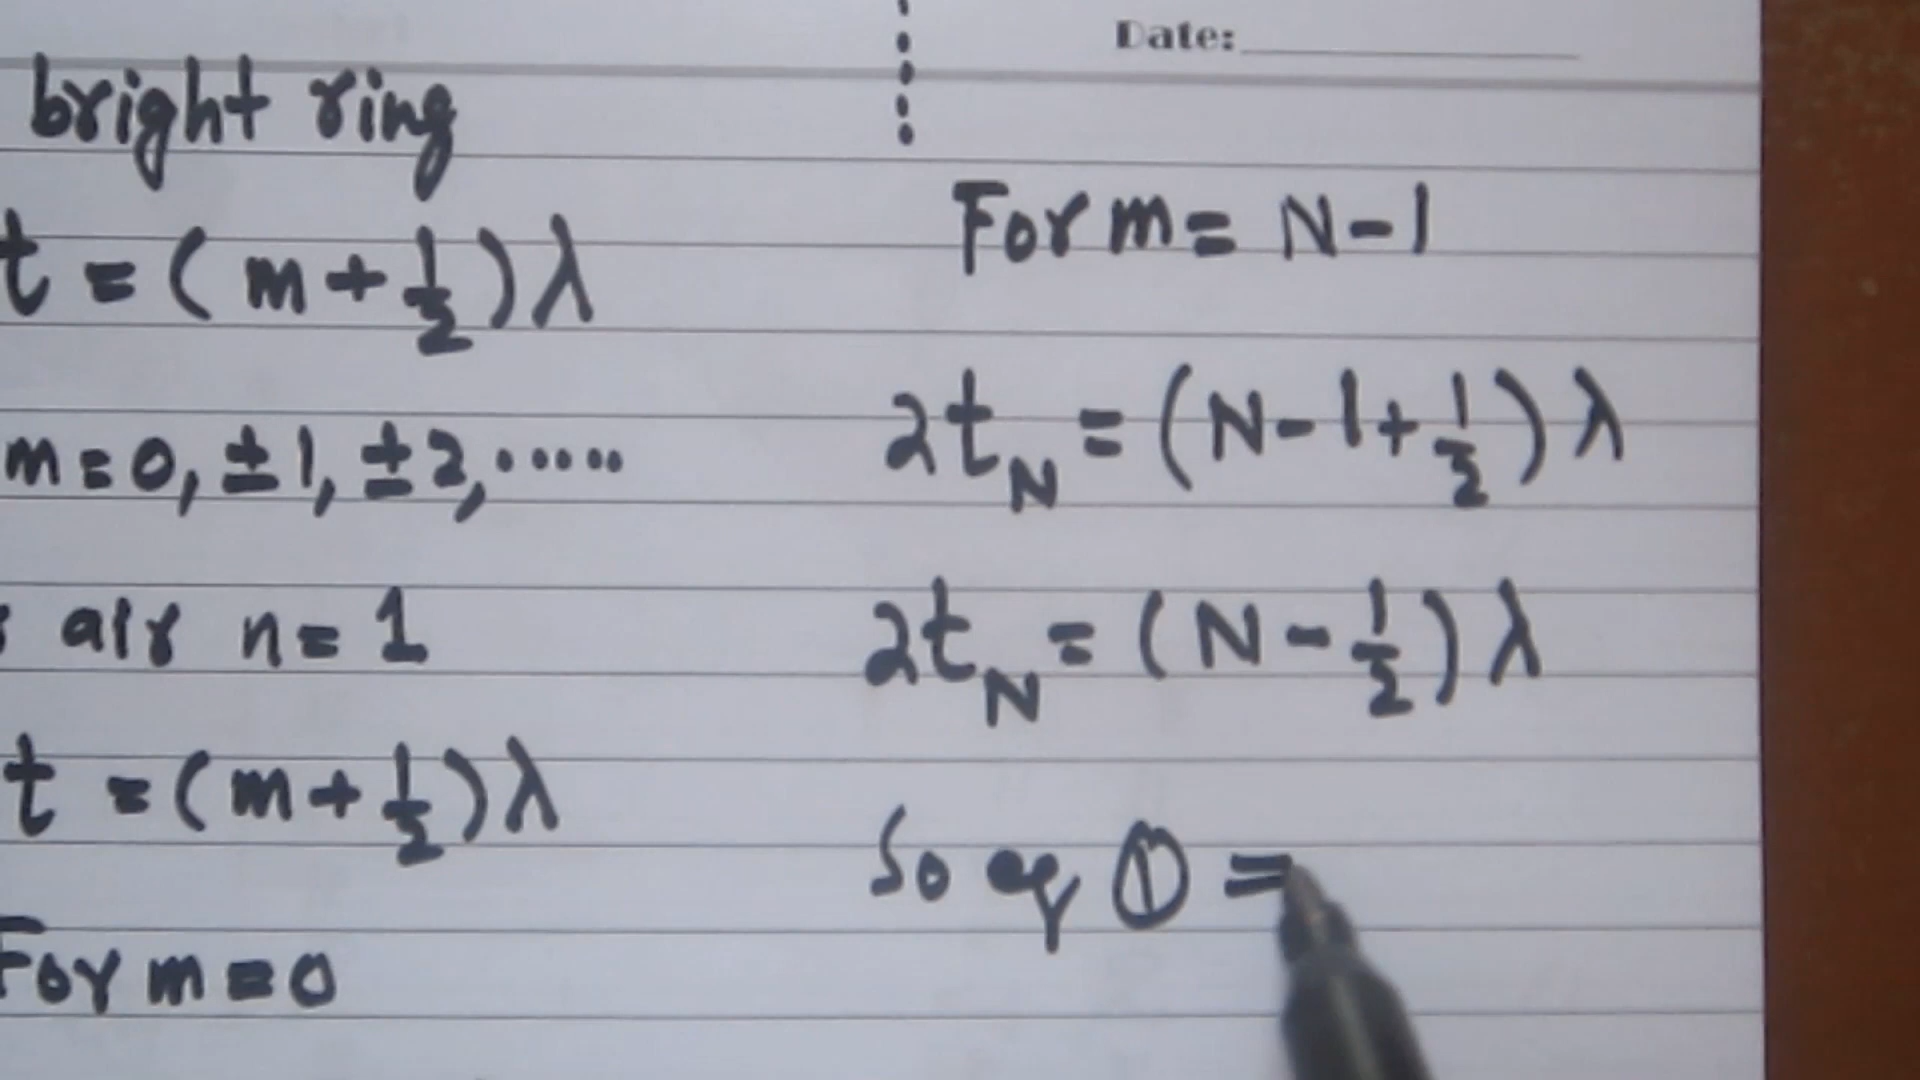 bright ring
t = (m + 1/2) λ
m = 0, ±1, ±2, .....
air n = 1
t = (m + 1/2) λ
For m = 0
Date:
For m = N - 1
2t_N = (N - 1 + 1/2) λ
2t_N = (N - 1/2) λ
So eq ① =